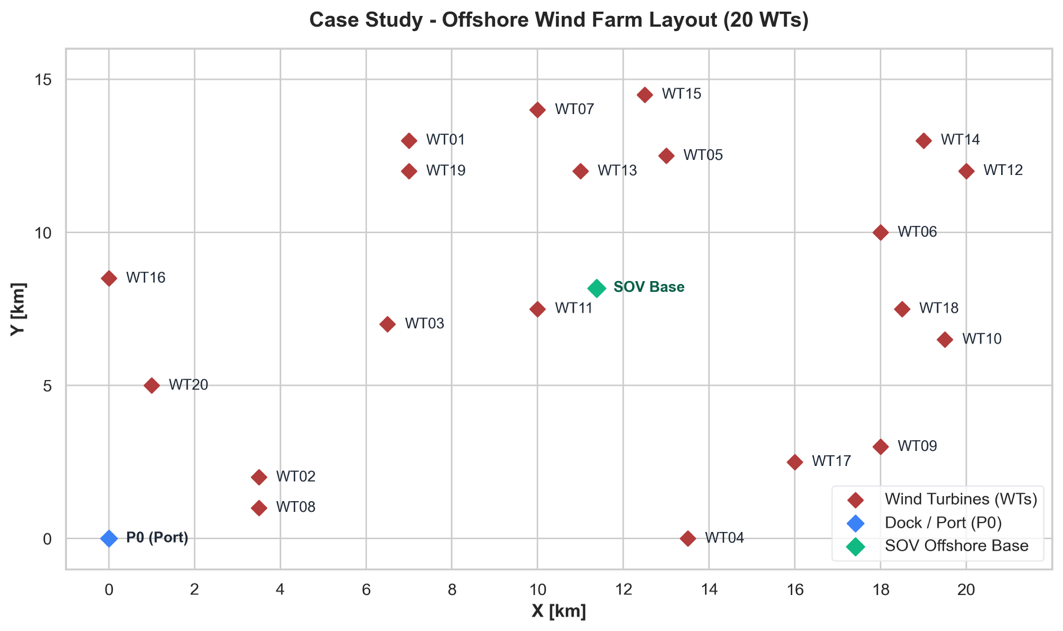 Case Study - Offshore Wind Farm Layout (20 WTs)
Y [km]
15
10
5
0
WT15
WT07
WT01
WT14
WT05
WT19
WT13
WT12
WT06
WT16
SOV Base
WT11
WT18
WT03
WT10
WT20
WT09
WT17
WT02
WT08
P0 (Port)
WT04
Wind Turbines (WTs)
Dock / Port (P0)
SOV Offshore Base
0 2 4 6 8 10 12 14 16 18 20
X [km]